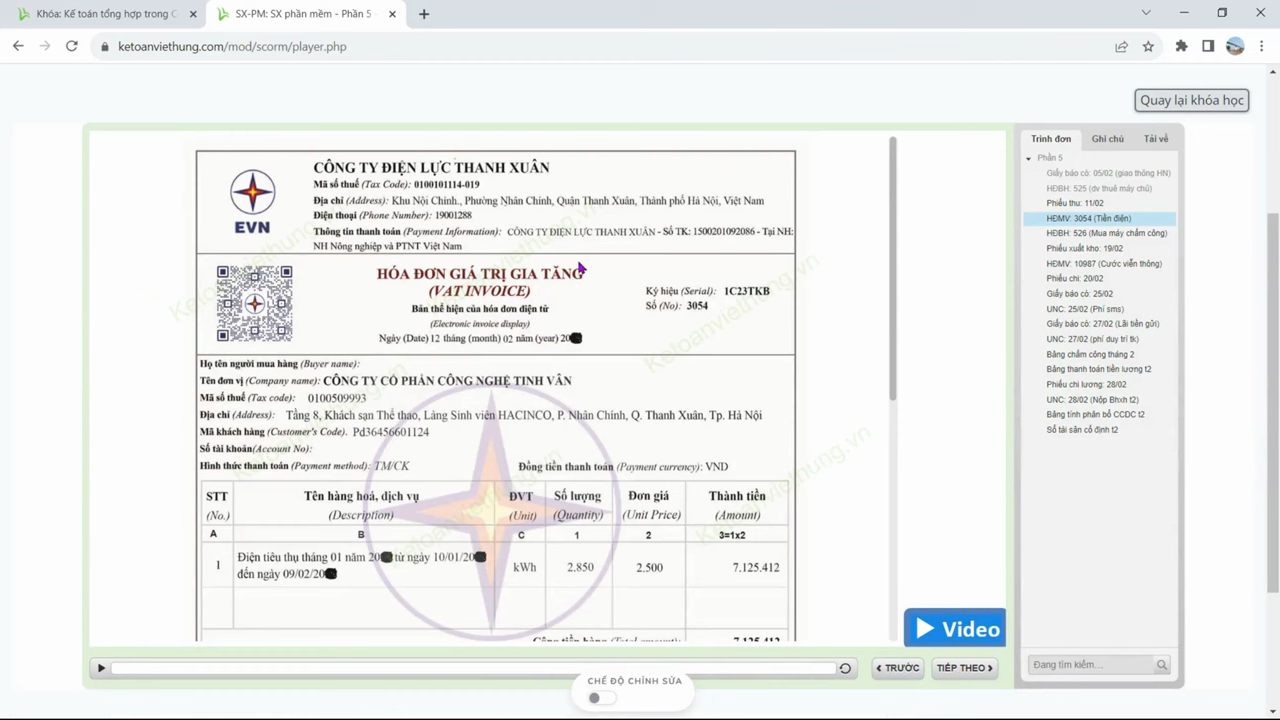 Khóa: Kế toán tổng hợp trong C
SX-PM: SX phần mềm - Phần 5
ketoanviethung.com/mod/scorm/player.php
Quay lại khóa học
CÔNG TY ĐIỆN LỰC THANH XUÂN
Mã số thuế (Tax Code): 0100101114-019
Địa chỉ (Address): Khu Nội Chính., Phường Nhân Chính, Quận Thanh Xuân, Thành phố Hà Nội, Việt Nam
Điện thoại (Phone Number): 19001288
Thông tin thanh toán (Payment Information): CÔNG TY ĐIỆN LỰC THANH XUÂN - Số TK: 1500201092086 - Tại NH:
NH Nông nghiệp và PTNT Việt Nam
EVN
HÓA ĐƠN GIÁ TRỊ GIA TĂNG
(VAT INVOICE)
Bản thể hiện của hóa đơn điện tử
(Electronic invoice display)
Ngày (Date) 12 tháng (month) 02 năm (year) 20
Ký hiệu (Serial): 1C23TKB
Số (No): 3054
Họ tên người mua hàng (Buyer name):
Tên đơn vị (Company name): CÔNG TY CỔ PHẦN CÔNG NGHỆ TINH VÂN
Mã số thuế (Tax code): 0100509993
Địa chỉ (Address): Tầng 8, Khách sạn Thể thao, Làng Sinh viên HACINCO, P. Nhân Chính, Q. Thanh Xuân, Tp. Hà Nội
Mã khách hàng (Customer's Code). Pd36456601124
Số tài khoản(Account No):
Hình thức thanh toán (Payment method): TM/CK
Đồng tiền thanh toán (Payment currency): VND
STT Tên hàng hoá, dịch vụ ĐVT Số lượng Đơn giá Thành tiền
(No.) (Description) (Unit) (Quantity) (Unit Price) (Amount)
A B C 1 2 3=1x2
1 Điện tiêu thụ tháng 01 năm 20 từ ngày 10/01/20
đến ngày 09/02/20
kWh 2.850 2.500 7.125.412
Cộng tiền hàng (Total amount): 7.125.412
Ketoanviethung.vn
Video
TRƯỚC
TIẾP THEO
CHẾ ĐỘ CHỈNH SỬA
Trình đơn Ghi chú Tải về
Phần 5
Giấy báo có: 05/02 (giao thông HN)
HĐBH: 525 (dv thuê máy chủ)
Phiếu thu: 11/02
HĐMV: 3054 (Tiền điện)
HĐBH: 526 (Mua máy chấm công)
Phiếu xuất kho: 19/02
HĐMV: 10987 (Cước viễn thông)
Phiếu chi: 20/02
Giấy báo có: 25/02
UNC: 25/02 (Phí sms)
Giấy báo có: 27/02 (Lãi tiền gửi)
UNC: 27/02 (phí duy trì tk)
Bảng chấm công tháng 2
Bảng thanh toán tiền lương t2
Phiếu chi lương: 28/02
UNC: 28/02 (Nộp Bhxh t2)
Bảng tính phân bổ CCDC t2
Sổ tài sản cố định t2
Đang tìm kiếm...